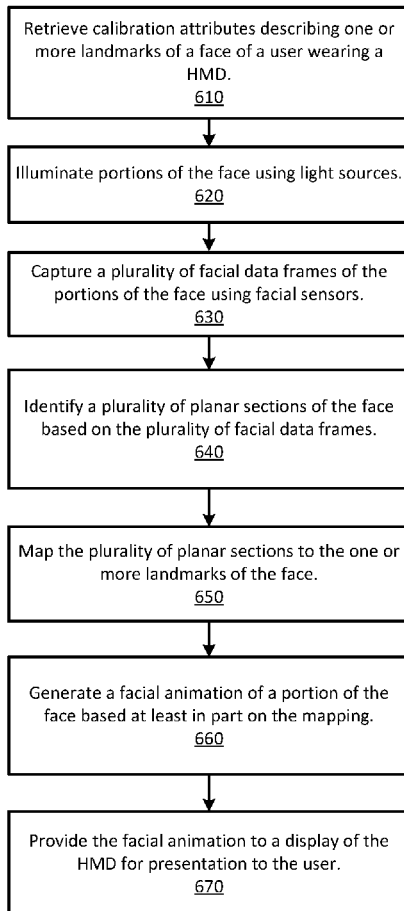 Retrieve calibration attributes describing one or
more landmarks of a face of a user wearing a
HMD.
610
Illuminate portions of the face using light sources.
620
Capture a plurality of facial data frames of the
portions of the face using facial sensors.
630
Identify a plurality of planar sections of the face
based on the plurality of facial data frames.
640
Map the plurality of planar sections to the one or
more landmarks of the face.
650
Generate a facial animation of a portion of the
face based at least in part on the mapping.
660
Provide the facial animation to a display of the
HMD for presentation to the user.
670